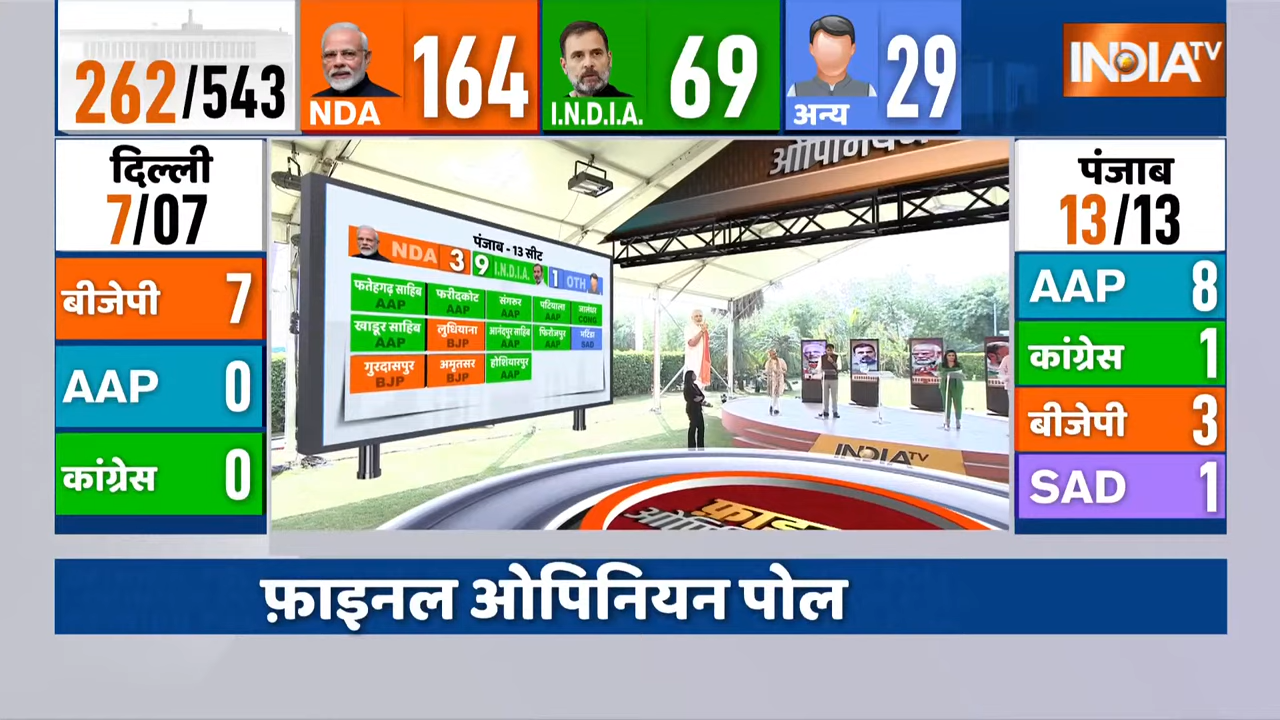 262/543
NDA 164
I.N.D.I.A. 69
अन्य 29
INDIA TV
दिल्ली
7/07
बीजेपी 7
AAP 0
कांग्रेस 0
पंजाब - 13 सीट
NDA 3 9 I.N.D.I.A. 1 OTH
फतेहगढ़ साहिब फरीदकोट संगरूर पटियाला जालंधर
AAP AAP AAP AAP CONG
खाडूर साहिब लुधियाना आनंदपुर साहिब फिरोजपुर
AAP BJP AAP AAP SAD
गुरदासपुर अमृतसर होशियारपुर
BJP BJP AAP
INDIA TV
पंजाब
13/13
AAP 8
कांग्रेस 1
बीजेपी 3
SAD 1
फ़ाइनल ओपिनियन पोल